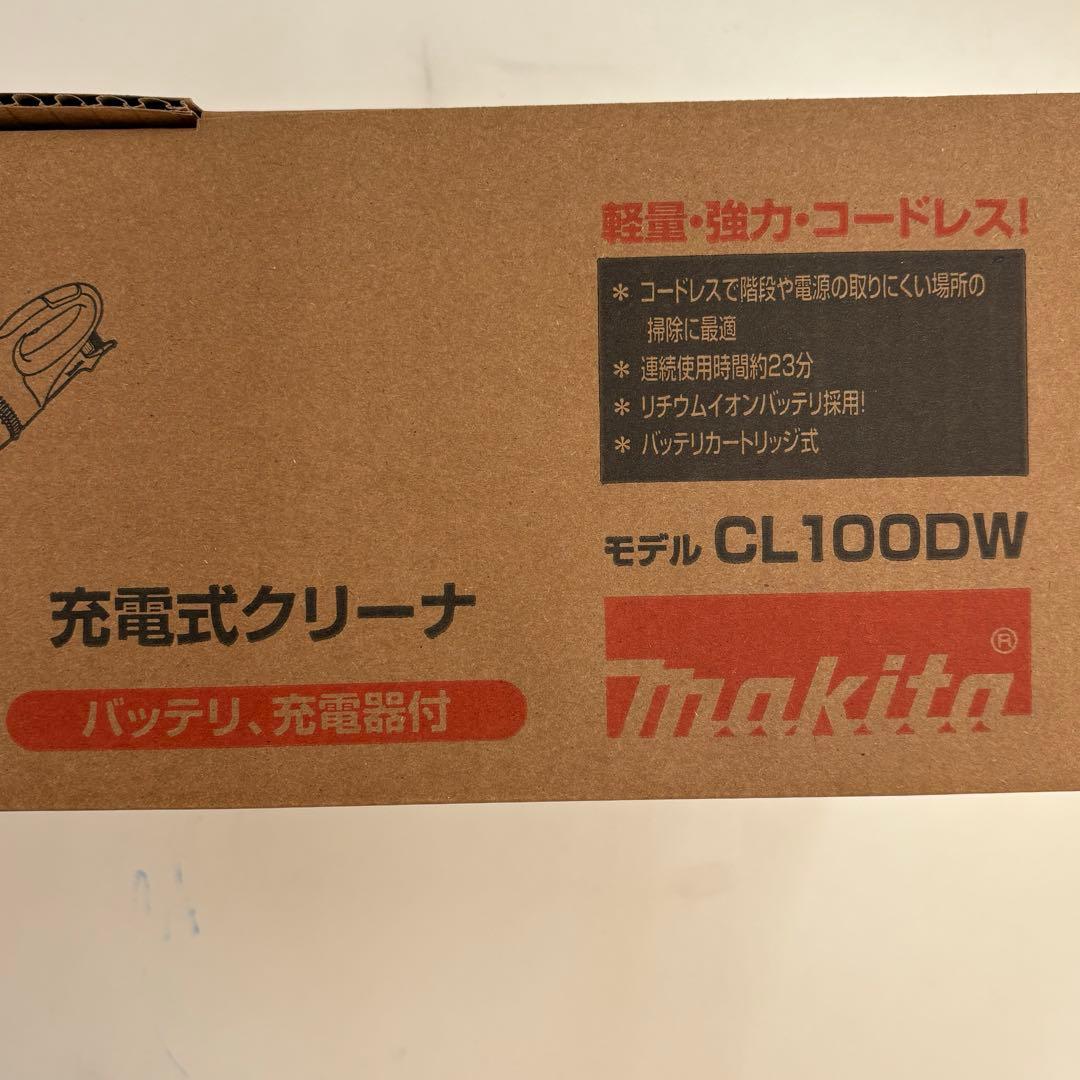 軽量・強力・コードレス!
＊ コードレスで階段や電源の取りにくい場所の
掃除に最適
＊ 連続使用時間約23分
＊ リチウムイオンバッテリ採用!
＊ バッテリカートリッジ式
モデル CL100DW
充電式クリーナ
バッテリ、充電器付
makita®